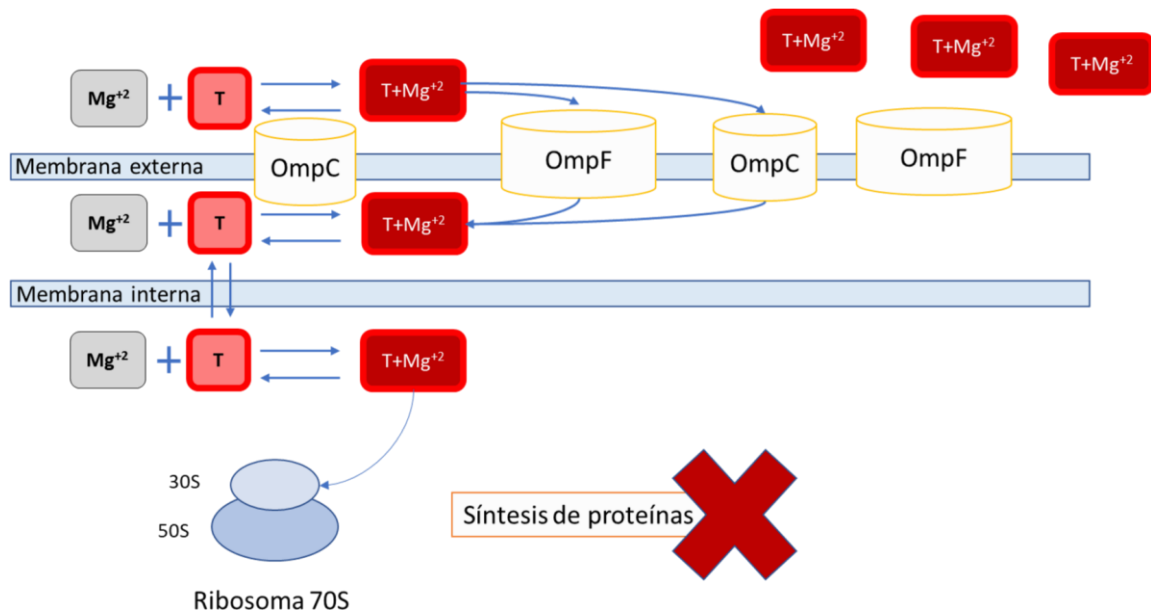 T+Mg+2
T+Mg+2
T+Mg+2
Mg+2 + T T+Mg+2
OmpC OmpF OmpC OmpF
Membrana externa
Mg+2 + T T+Mg+2
Membrana interna
Mg+2 + T T+Mg+2
30S
50S
Síntesis de proteínas
Ribosoma 70S